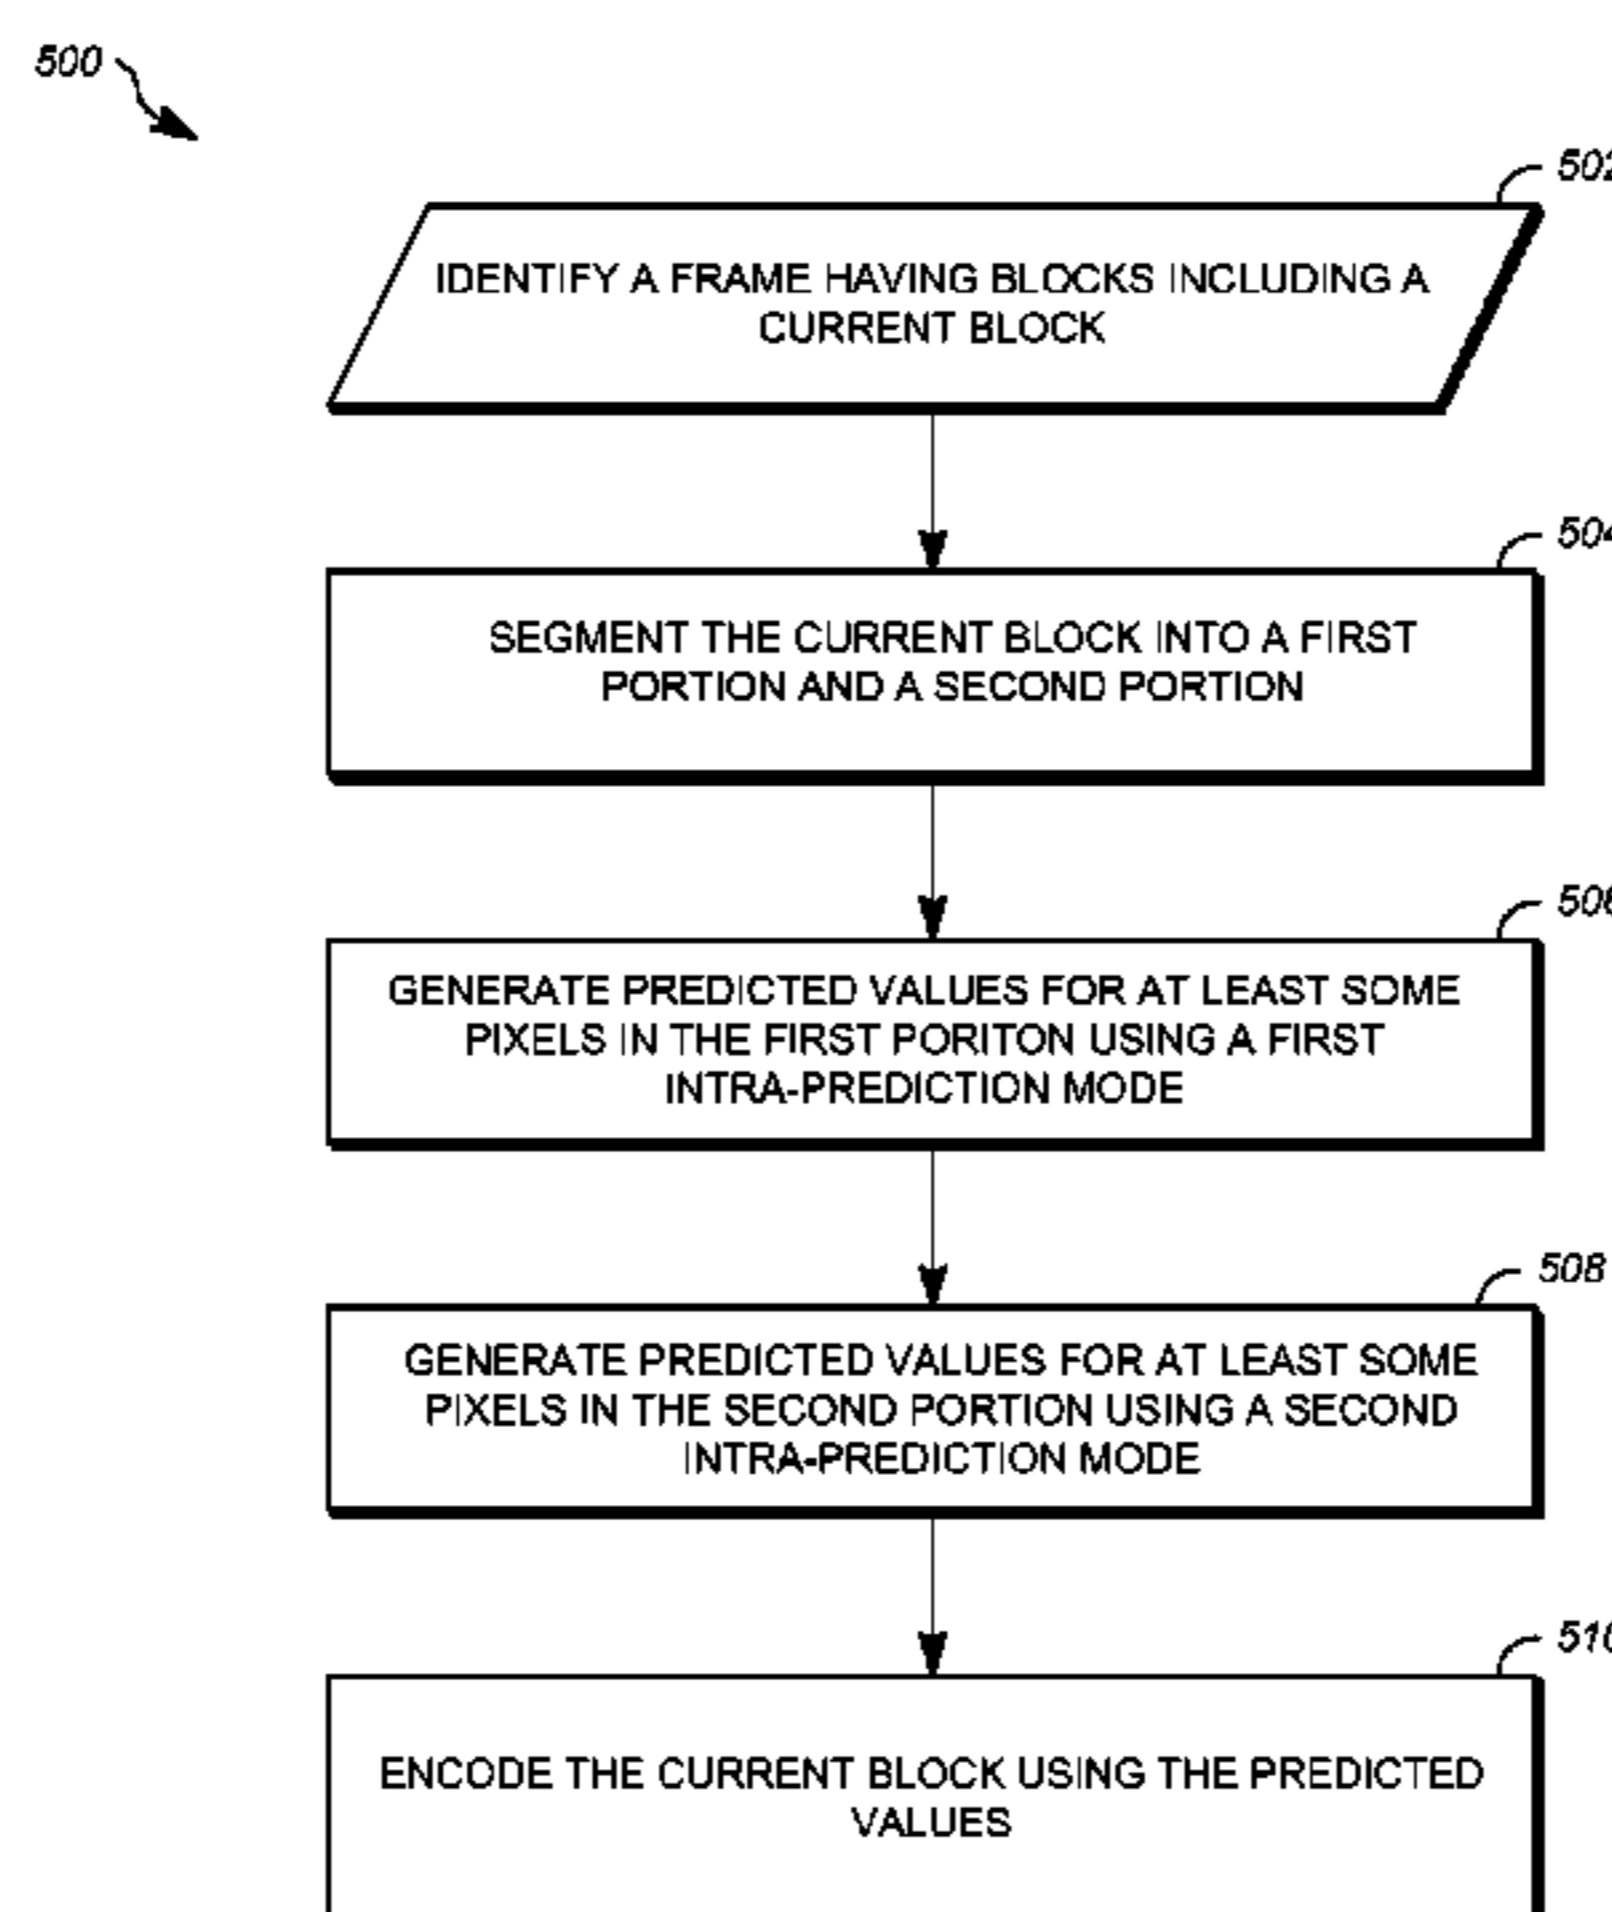 500
502
IDENTIFY A FRAME HAVING BLOCKS INCLUDING A
CURRENT BLOCK
504
SEGMENT THE CURRENT BLOCK INTO A FIRST
PORTION AND A SECOND PORTION
506
GENERATE PREDICTED VALUES FOR AT LEAST SOME
PIXELS IN THE FIRST PORITON USING A FIRST
INTRA-PREDICTION MODE
508
GENERATE PREDICTED VALUES FOR AT LEAST SOME
PIXELS IN THE SECOND PORTION USING A SECOND
INTRA-PREDICTION MODE
510
ENCODE THE CURRENT BLOCK USING THE PREDICTED
VALUES